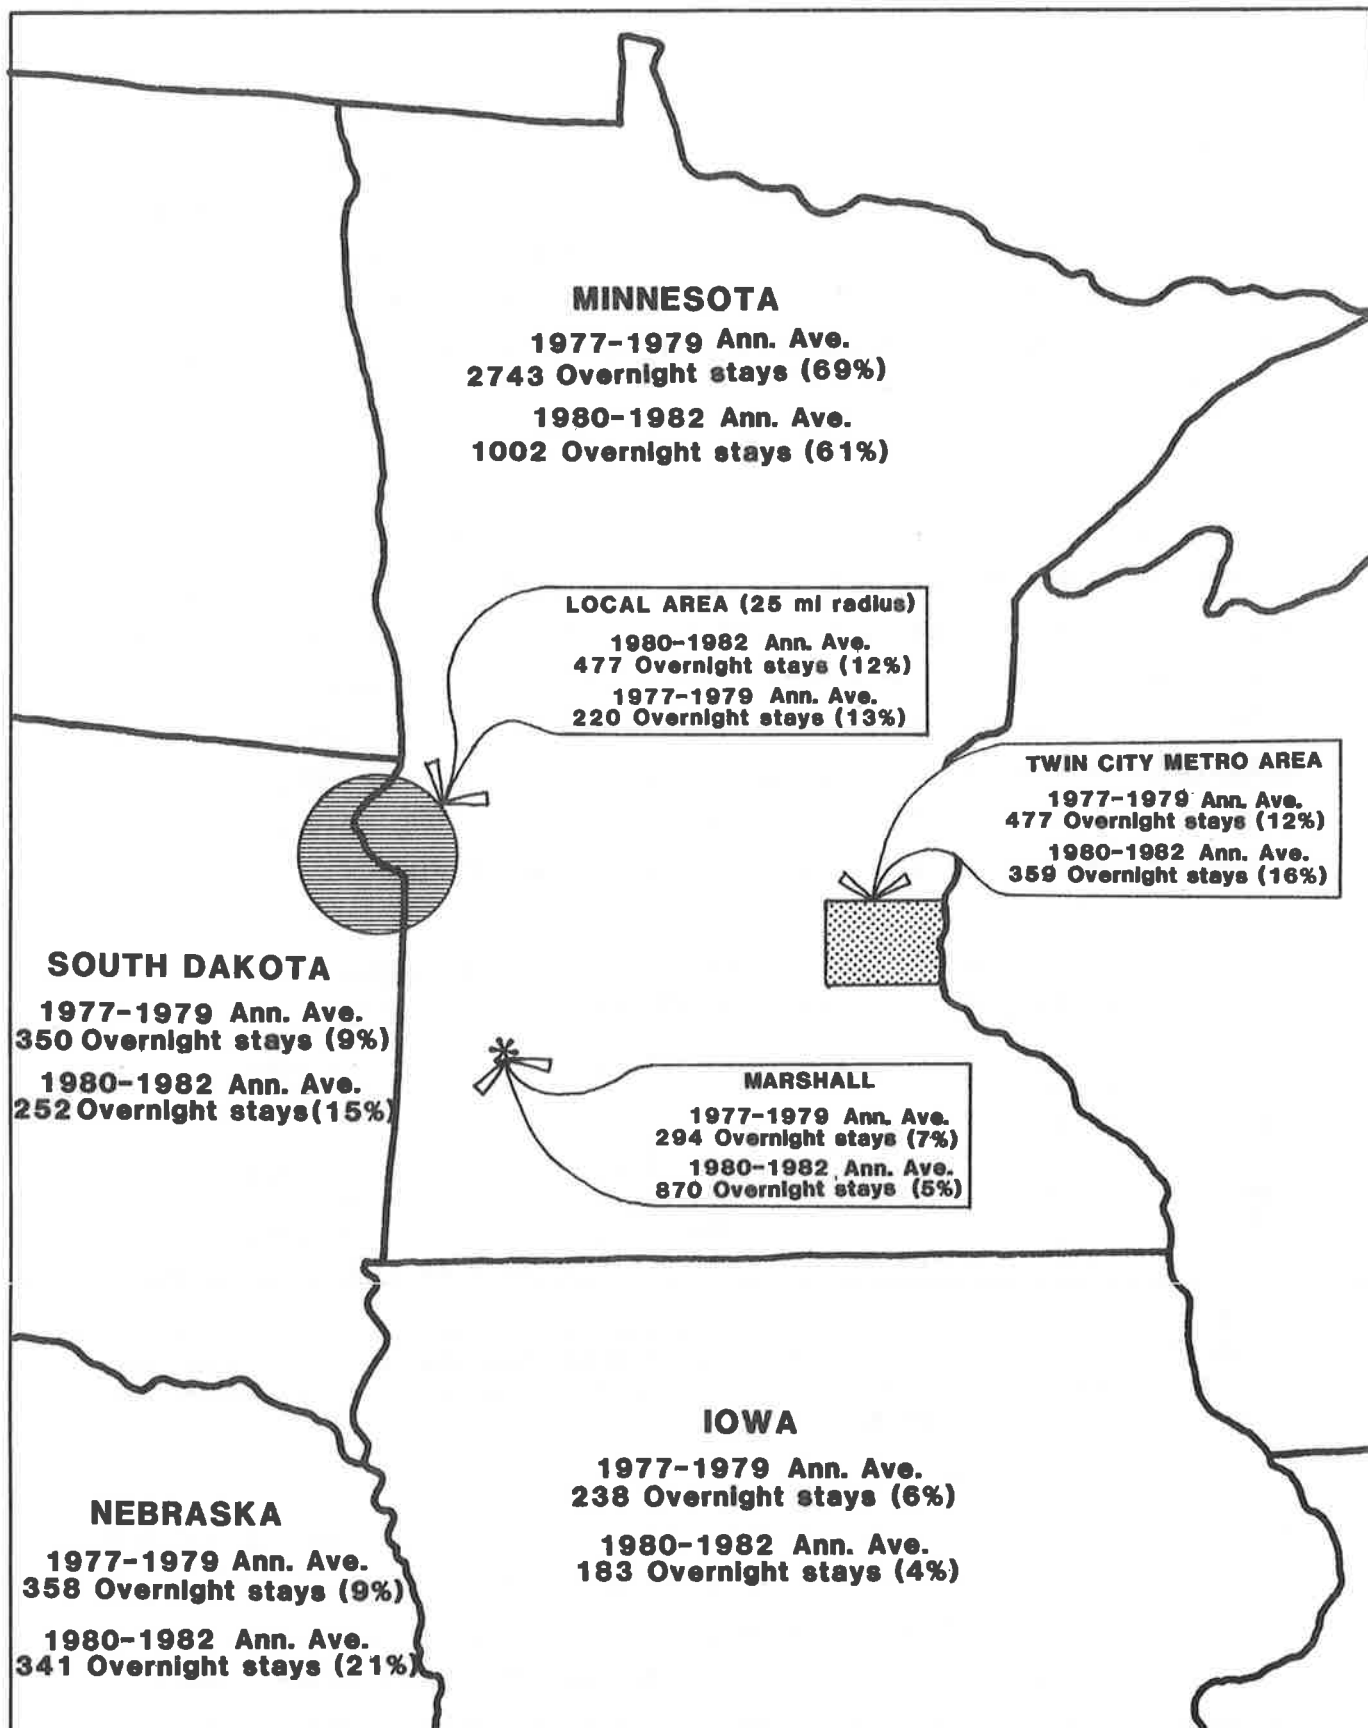 MINNESOTA
1977-1979 Ann. Ave.
2743 Overnight stays (69%)
1980-1982 Ann. Ave.
1002 Overnight stays (61%)
LOCAL AREA (25 mi radius)
1980-1982 Ann. Ave.
477 Overnight stays (12%)
1977-1979 Ann. Ave.
220 Overnight stays (13%)
TWIN CITY METRO AREA
1977-1979 Ann. Ave.
477 Overnight stays (12%)
1980-1982 Ann. Ave.
359 Overnight stays (16%)
SOUTH DAKOTA
1977-1979 Ann. Ave.
350 Overnight stays (9%)
1980-1982 Ann. Ave.
252 Overnight stays (15%)
MARSHALL
1977-1979 Ann. Ave.
294 Overnight stays (7%)
1980-1982 Ann. Ave.
870 Overnight stays (5%)
IOWA
1977-1979 Ann. Ave.
238 Overnight stays (6%)
1980-1982 Ann. Ave.
183 Overnight stays (4%)
NEBRASKA
1977-1979 Ann. Ave.
358 Overnight stays (9%)
1980-1982 Ann. Ave.
341 Overnight stays (21%)